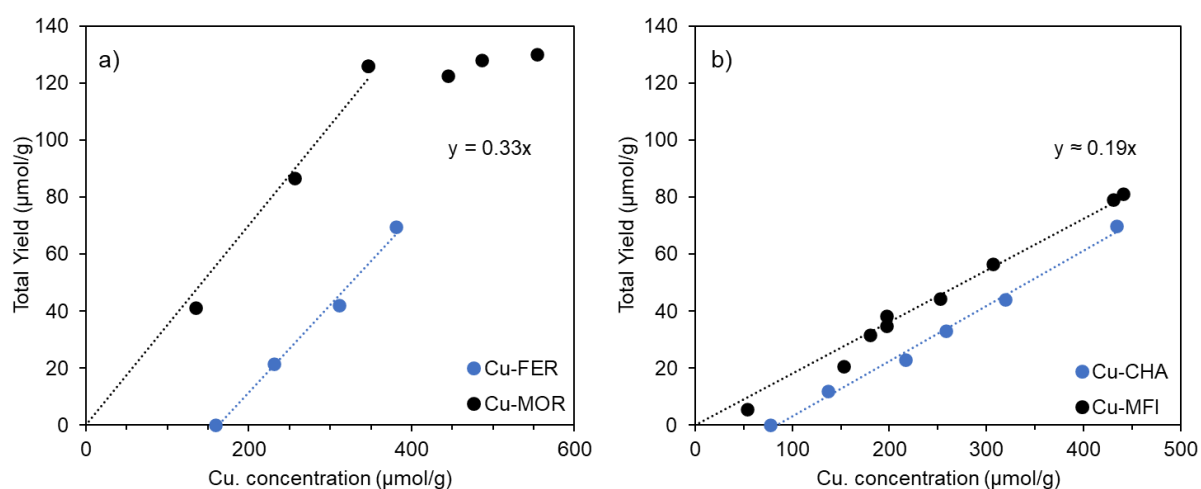 a)
Total Yield (μmol/g)
140
120
100
80
60
40
20
0
y = 0.33x
Cu-FER
Cu-MOR
0 200 400 600
Cu. concentration (μmol/g)
b)
Total Yield (μmol/g)
140
120
100
80
60
40
20
0
y ≈ 0.19x
Cu-CHA
Cu-MFI
0 100 200 300 400 500
Cu. concentration (μmol/g)